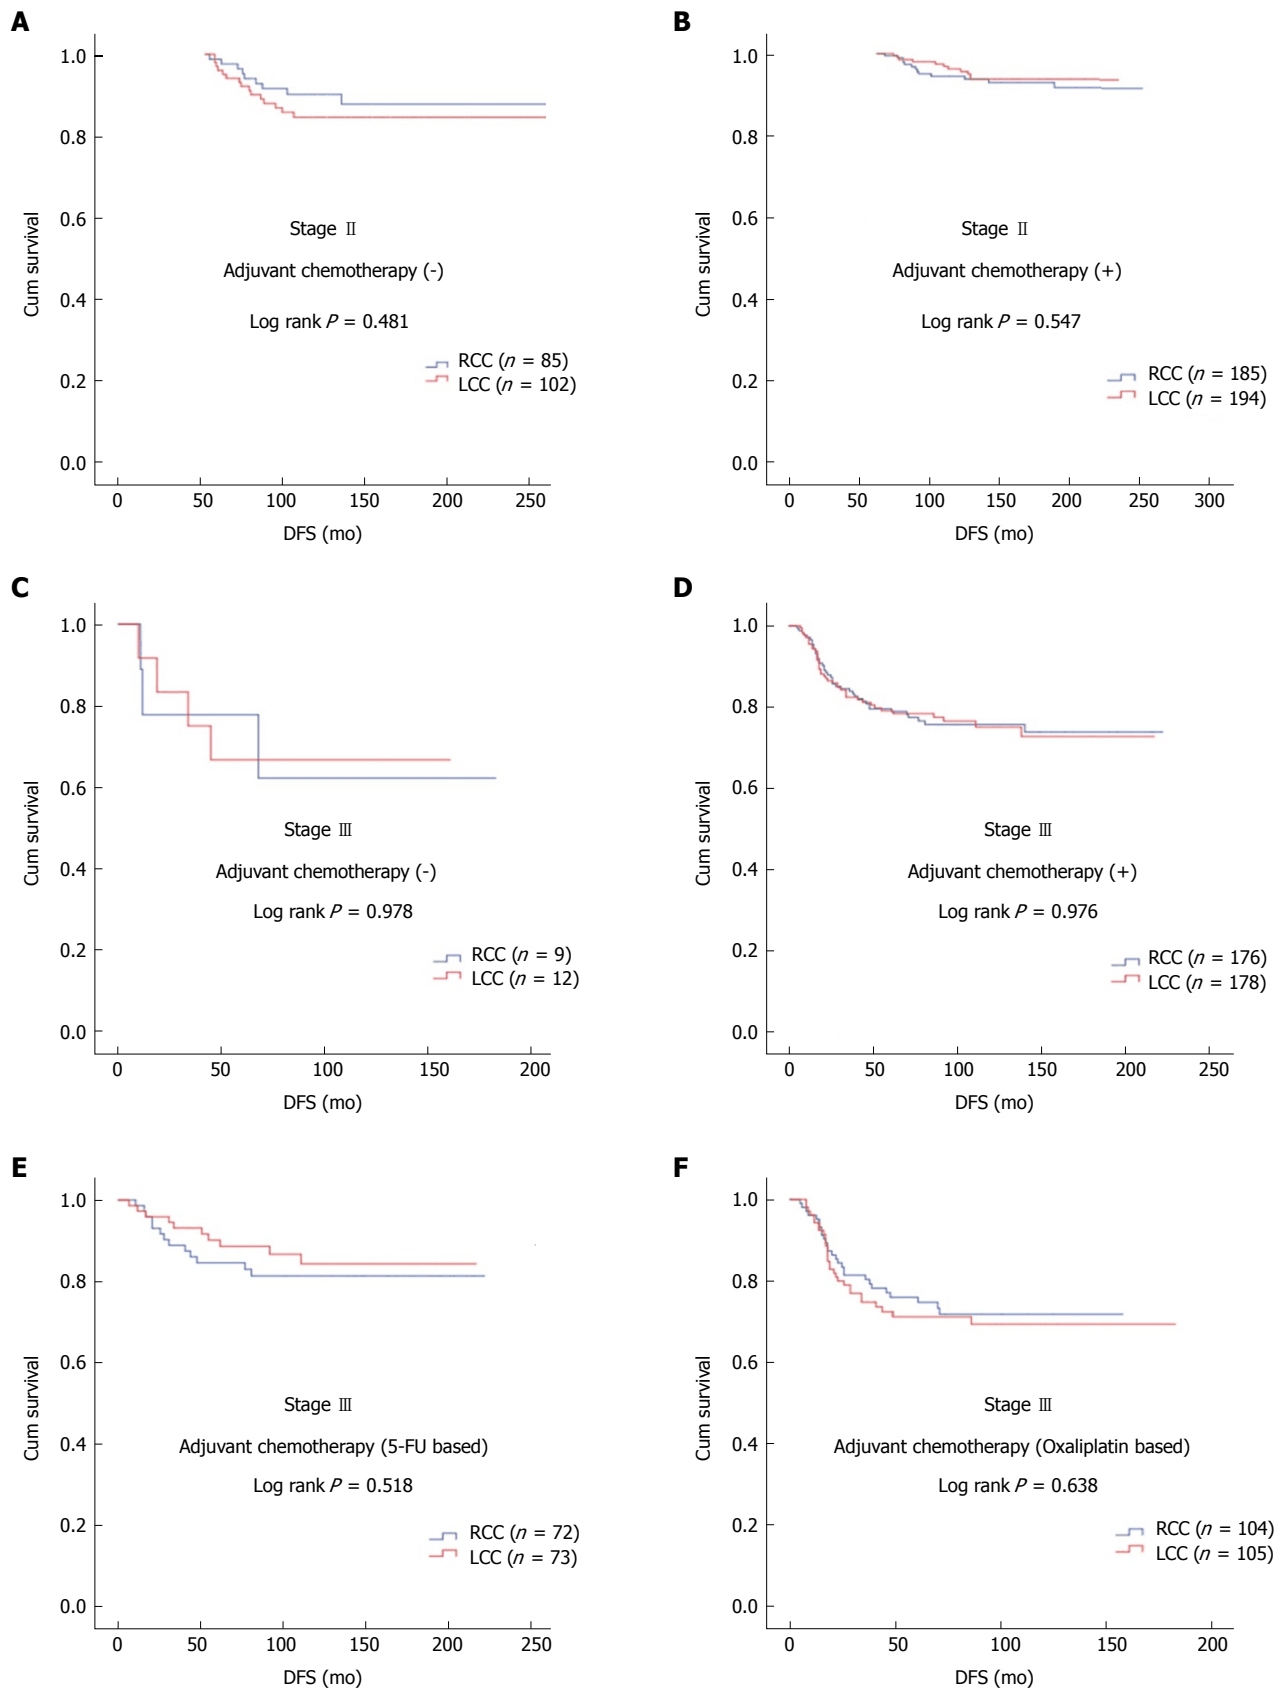 A
1.0
0.8
0.6
0.4
0.2
0.0
Cum survival
Stage Ⅱ
Adjuvant chemotherapy (-)
Log rank P = 0.481
RCC (n = 85)
LCC (n = 102)
0 50 100 150 200 250
DFS (mo)
B
1.0
0.8
0.6
0.4
0.2
0.0
Cum survival
Stage Ⅱ
Adjuvant chemotherapy (+)
Log rank P = 0.547
RCC (n = 185)
LCC (n = 194)
0 50 100 150 200 250 300
DFS (mo)
C
1.0
0.8
0.6
0.4
0.2
0.0
Cum survival
Stage Ⅲ
Adjuvant chemotherapy (-)
Log rank P = 0.978
RCC (n = 9)
LCC (n = 12)
0 50 100 150 200
DFS (mo)
D
1.0
0.8
0.6
0.4
0.2
0.0
Cum survival
Stage Ⅲ
Adjuvant chemotherapy (+)
Log rank P = 0.976
RCC (n = 176)
LCC (n = 178)
0 50 100 150 200 250
DFS (mo)
E
1.0
0.8
0.6
0.4
0.2
0.0
Cum survival
Stage Ⅲ
Adjuvant chemotherapy (5-FU based)
Log rank P = 0.518
RCC (n = 72)
LCC (n = 73)
0 50 100 150 200 250
DFS (mo)
F
1.0
0.8
0.6
0.4
0.2
0.0
Cum survival
Stage Ⅲ
Adjuvant chemotherapy (Oxaliplatin based)
Log rank P = 0.638
RCC (n = 104)
LCC (n = 105)
0 50 100 150 200
DFS (mo)